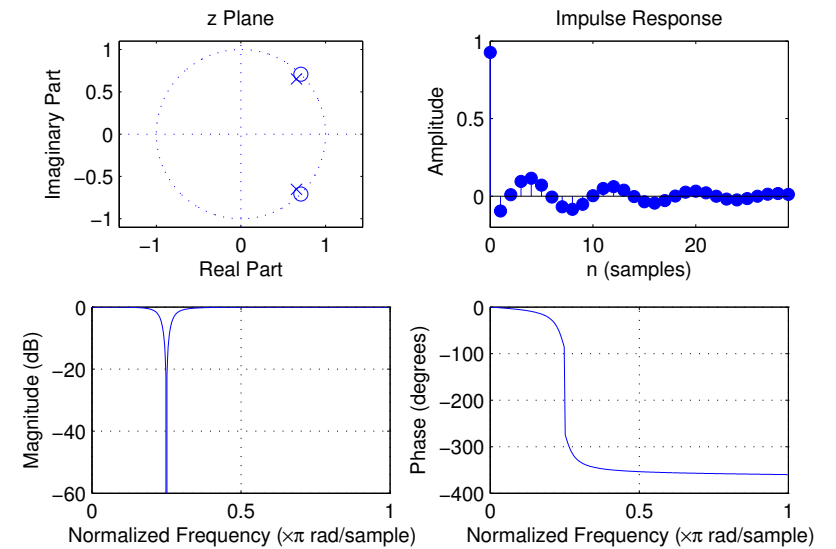 z Plane
1
0.5
0
−0.5
−1
Imaginary Part
−1
0
1
Real Part
Impulse Response
1
0.5
0
Amplitude
0
10
20
n (samples)
0
−20
−40
−60
Magnitude (dB)
0
0.5
1
Normalized Frequency (×π rad/sample)
0
−100
−200
−300
−400
Phase (degrees)
0
0.5
1
Normalized Frequency (×π rad/sample)